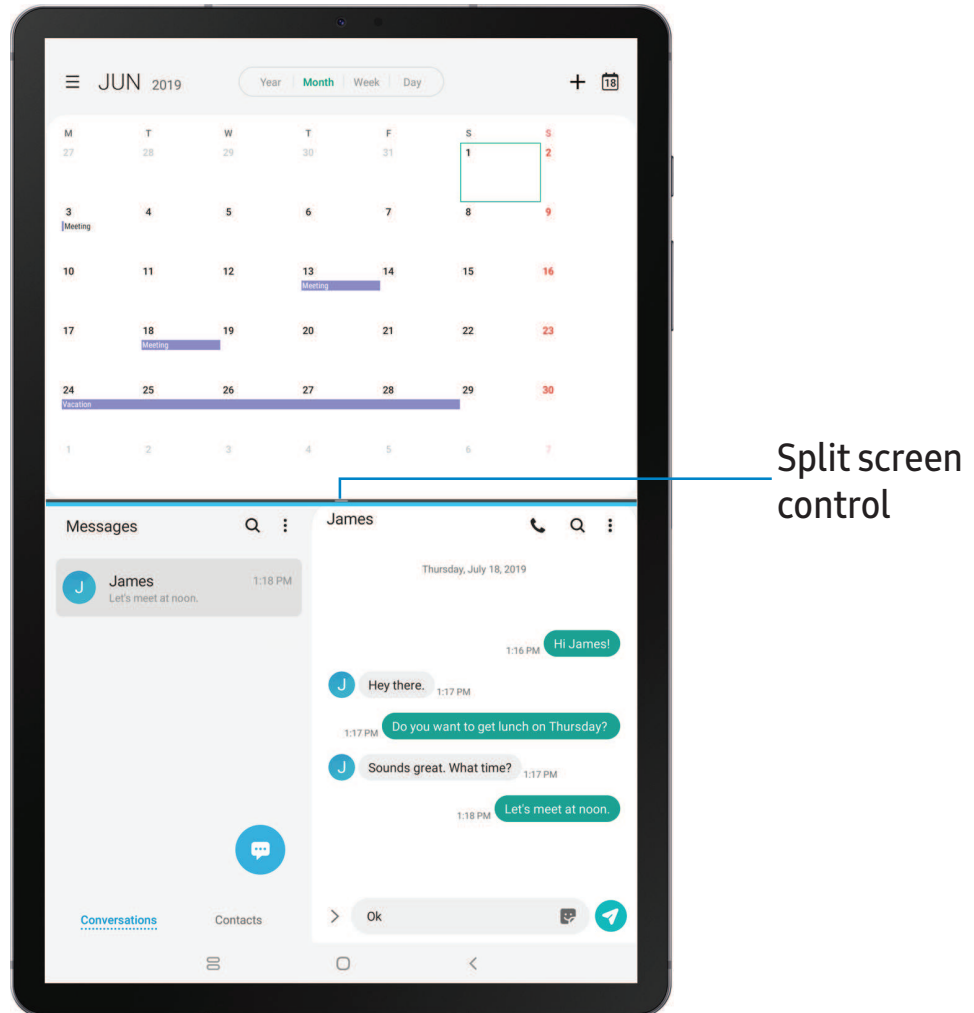 JUN 2019
Year Month Week Day
18
M T W T F S S
27 28 29 30 31 1 2
3 4 5 6 7 8 9
Meeting
10 11 12 13 14 15 16
Meeting
17 18 19 20 21 22 23
Meeting
24 25 26 27 28 29 30
Vacation
1 2 3 4 5 6 7
Split screen
control
Messages
J James 1:18 PM
Let's meet at noon.
Conversations Contacts
James
Thursday, July 18, 2019
1:16 PM Hi James!
J Hey there. 1:17 PM
1:17 PM Do you want to get lunch on Thursday?
J Sounds great. What time? 1:17 PM
1:18 PM Let's meet at noon.
Ok